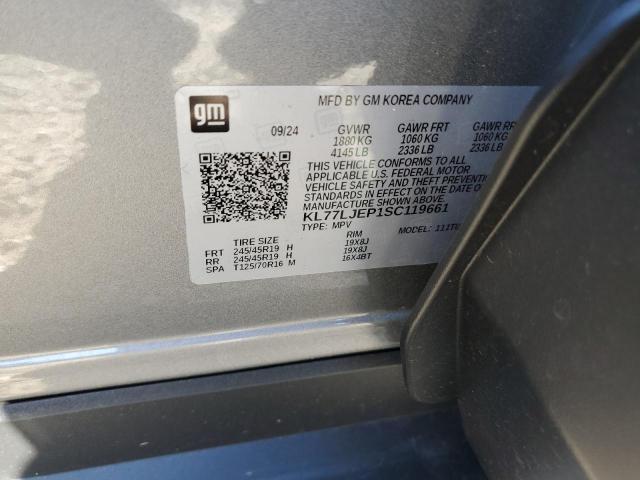 gm
MFD BY GM KOREA COMPANY
09/24 GVWR GAWR FRT GAWR RR
1880 KG 1060 KG 1060 KG
4145 LB 2336 LB 2336 LB
THIS VEHICLE CONFORMS TO ALL
APPLICABLE U.S. FEDERAL MOTOR
VEHICLE SAFETY AND THEFT PREVENTION
STANDARDS IN EFFECT ON THE DATE OF
MANUFACTURE SHOWN ABOVE.
KL77LJEP1SC119661
TYPE: MPV MODEL:
TIRE SIZE RIM
FRT 245/45R19 H 19X8J
RR 245/45R19 H 19X8J
SPA T125/70R16 M 16X4BT